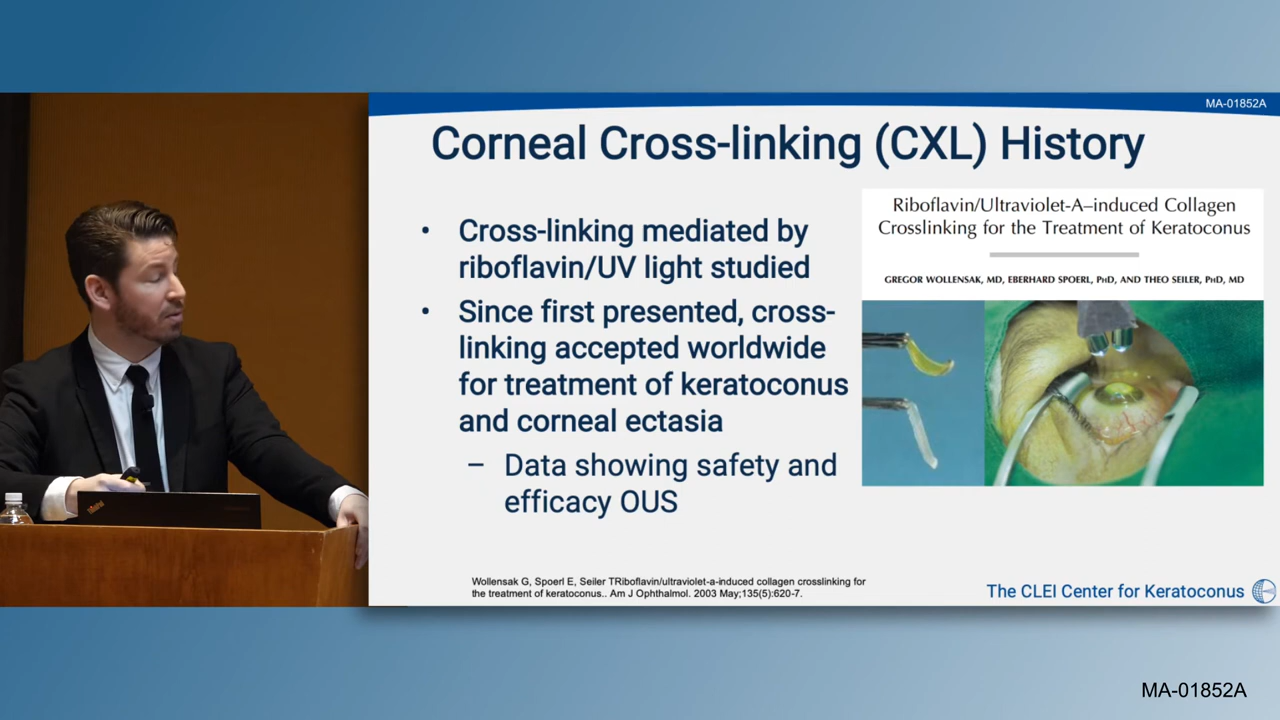 MA-01852A
Corneal Cross-linking (CXL) History
• Cross-linking mediated by
riboflavin/UV light studied
• Since first presented, cross-
linking accepted worldwide
for treatment of keratoconus
and corneal ectasia
– Data showing safety and
efficacy OUS
Riboflavin/Ultraviolet-A–induced Collagen
Crosslinking for the Treatment of Keratoconus
GREGOR WOLLENSAK, MD, EBERHARD SPOERL, PHD, AND THEO SEILER, PHD, MD
Wollensak G, Spoerl E, Seiler TRiboflavin/ultraviolet-a-induced collagen crosslinking for
the treatment of keratoconus.. Am J Ophthalmol. 2003 May;135(5):620-7.
The CLEI Center for Keratoconus
MA-01852A